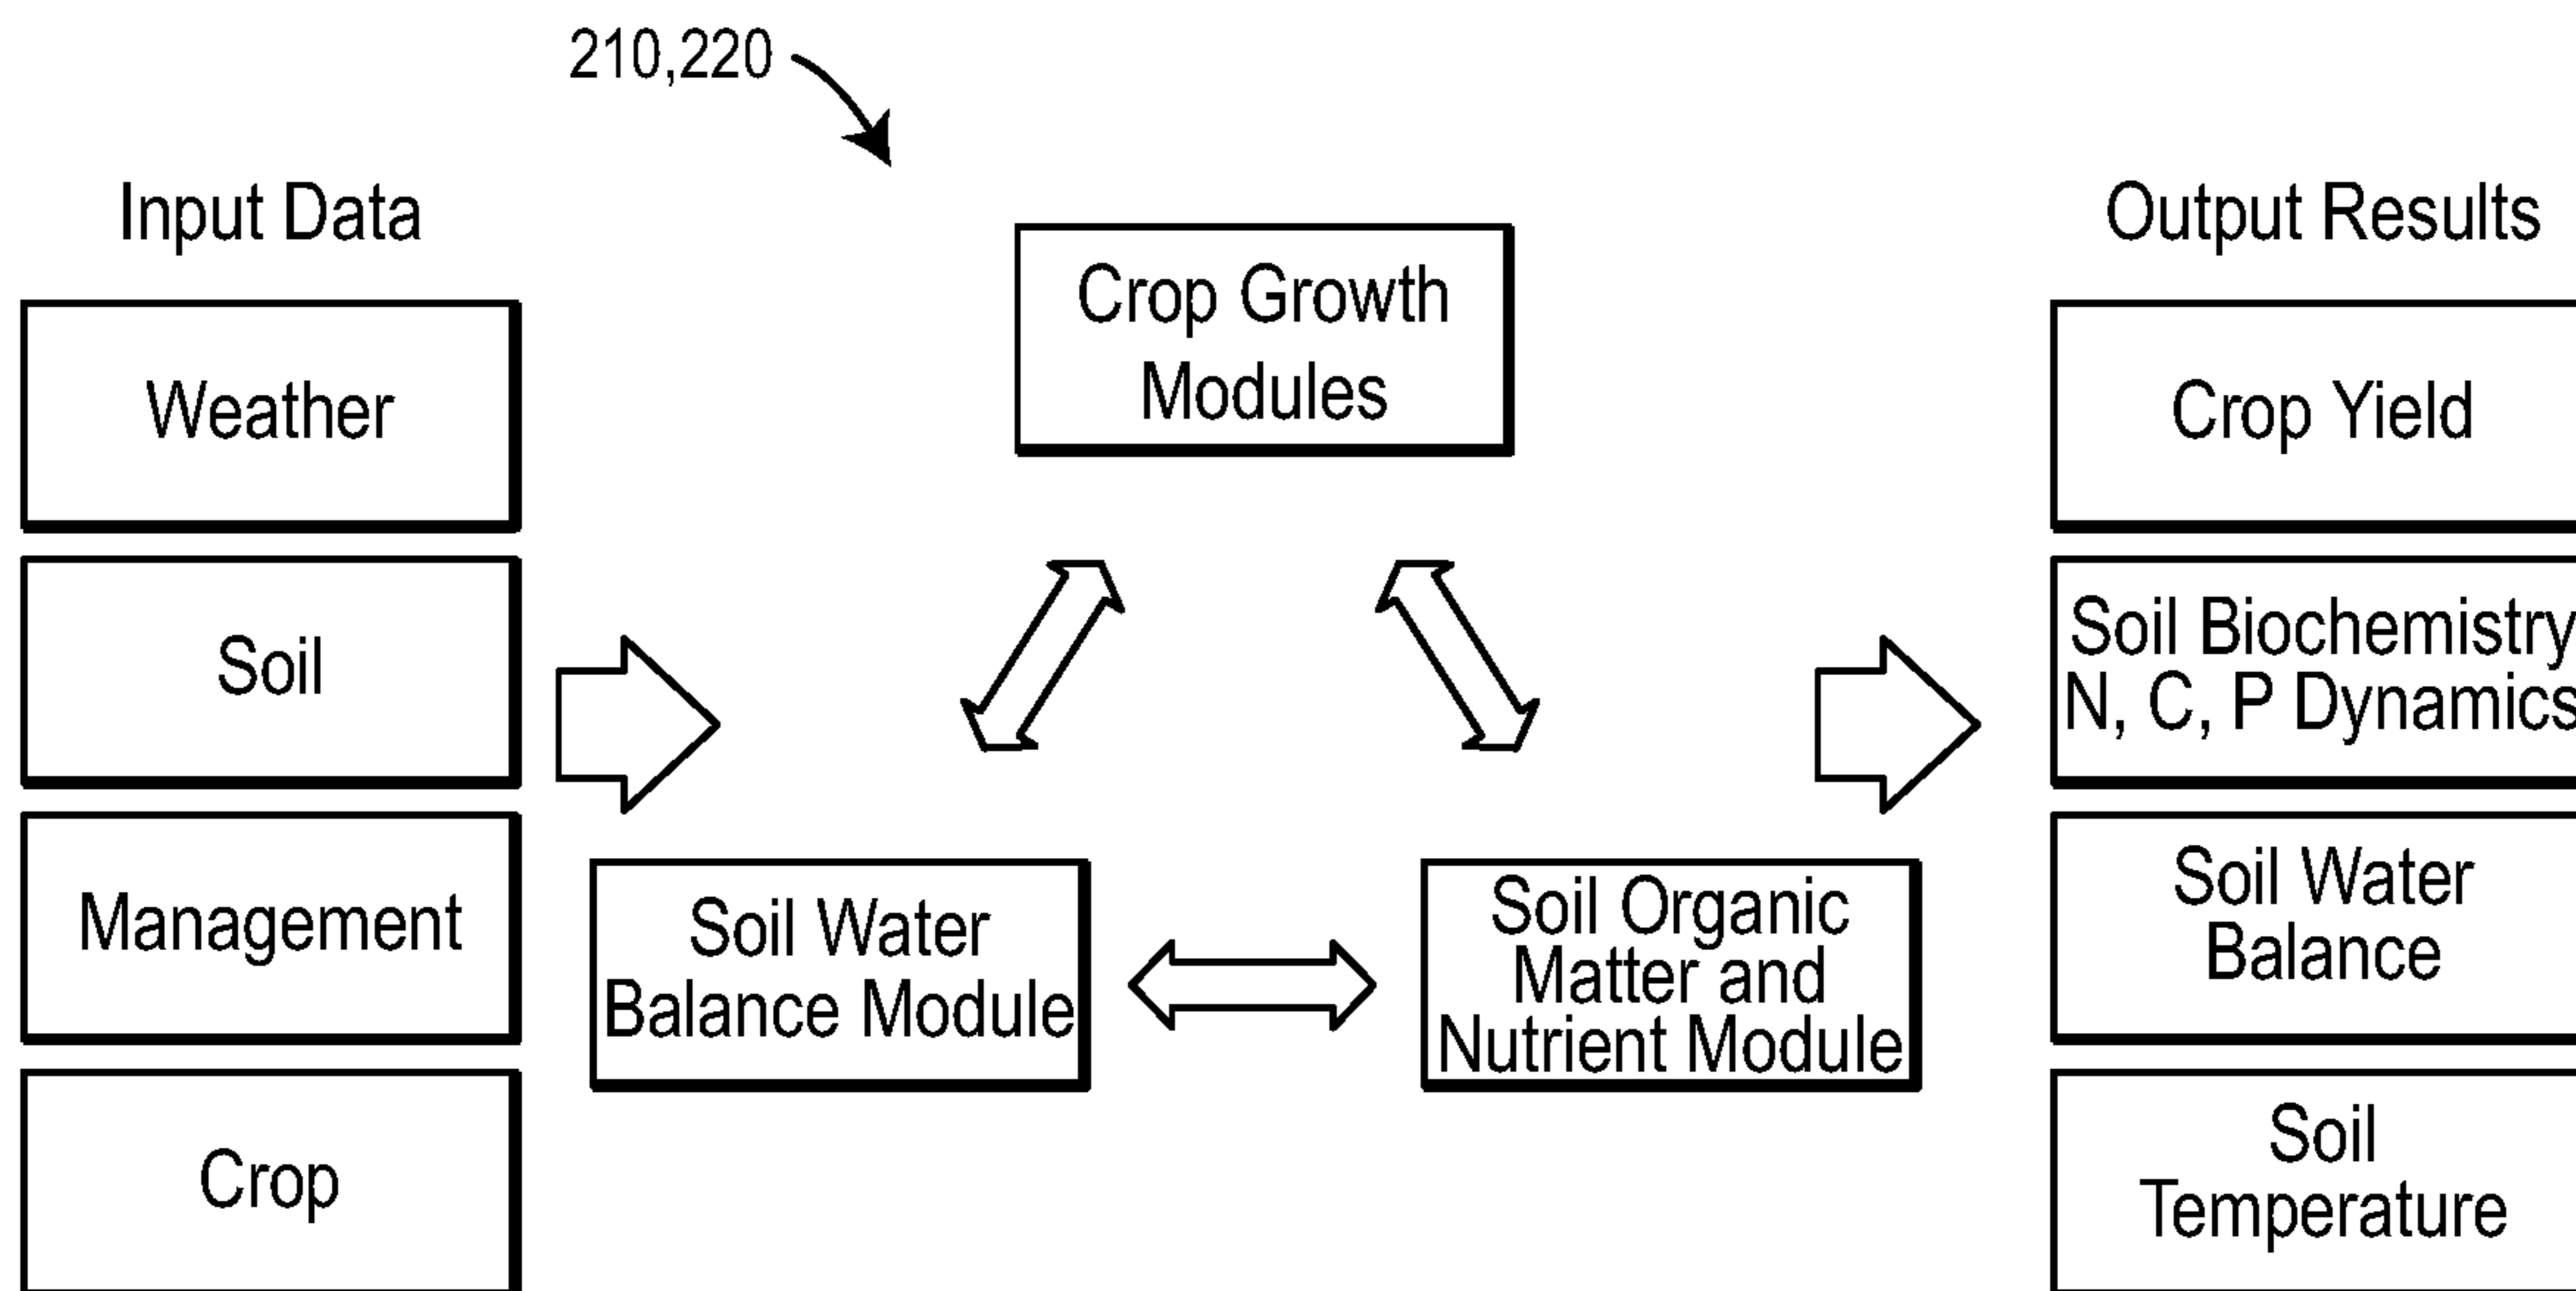 210,220
Input Data
Weather
Soil
Management
Crop
Crop Growth
Modules
Soil Water
Balance Module
Soil Organic
Matter and
Nutrient Module
Output Results
Crop Yield
Soil Biochemistry
N, C, P Dynamics
Soil Water
Balance
Soil
Temperature